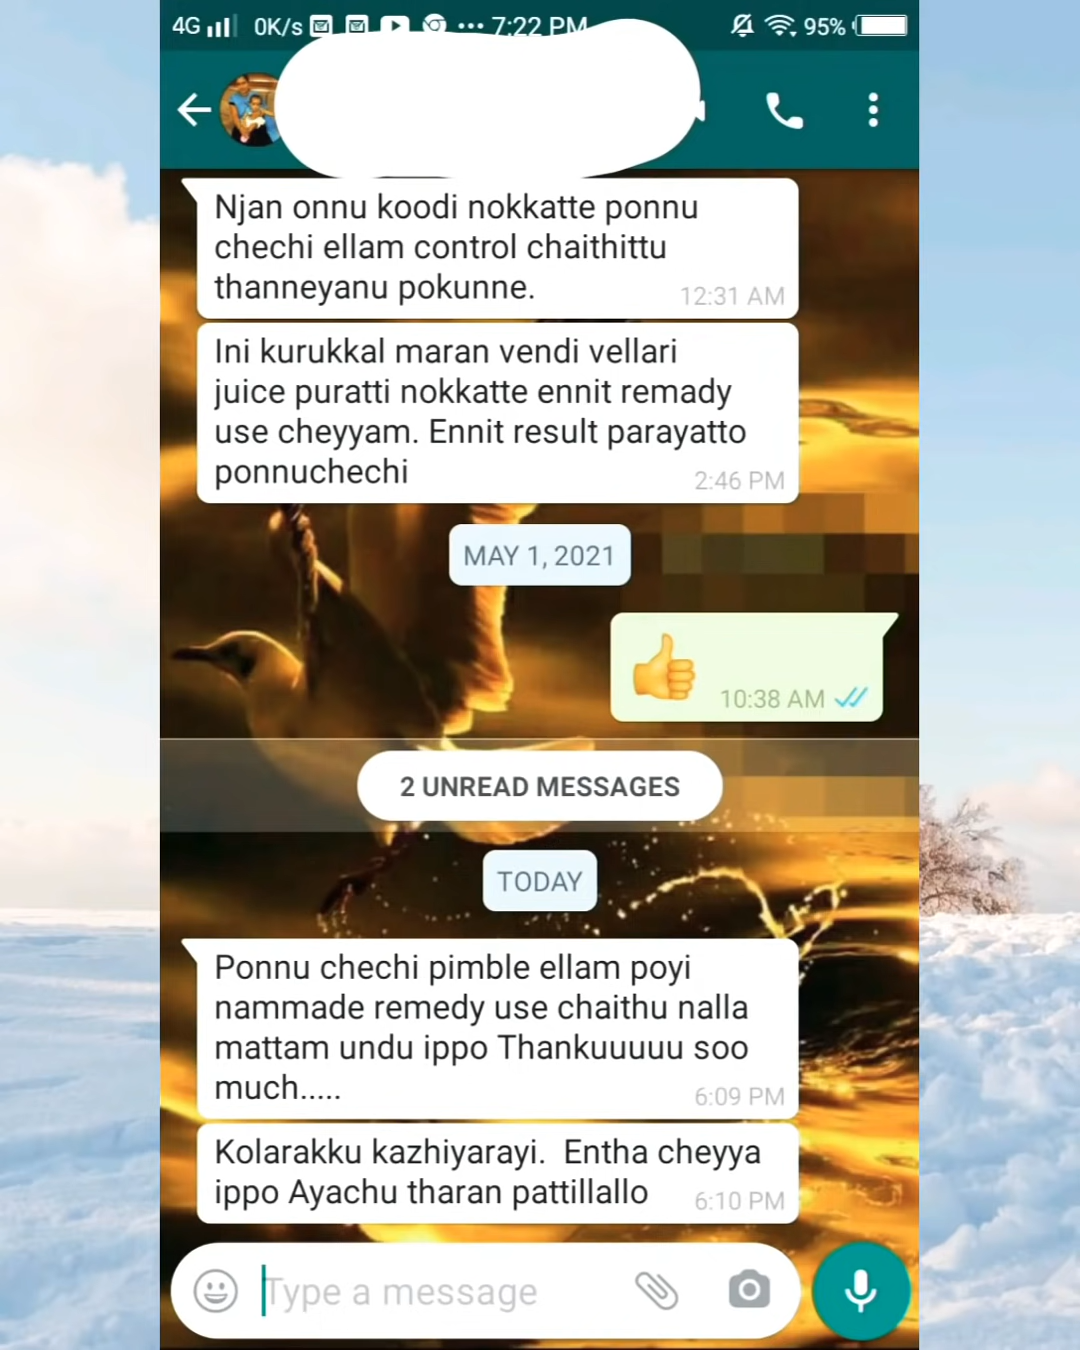 4G 0K/s ••• 7:22 PM 95%
Njan onnu koodi nokkatte ponnu
chechi ellam control chaithittu
thanneyanu pokunne.
12:31 AM
Ini kurukkal maran vendi vellari
juice puratti nokkatte ennit remady
use cheyyam. Ennit result parayatto
ponnuchechi
2:46 PM
MAY 1, 2021
👍
10:38 AM
2 UNREAD MESSAGES
TODAY
Ponnu chechi pimble ellam poyi
nammade remedy use chaithu nalla
mattam undu ippo Thankuuuuu soo
much.....
6:09 PM
Kolarakku kazhiyarayi.  Entha cheyya
ippo Ayachu tharan pattillallo
6:10 PM
Type a message